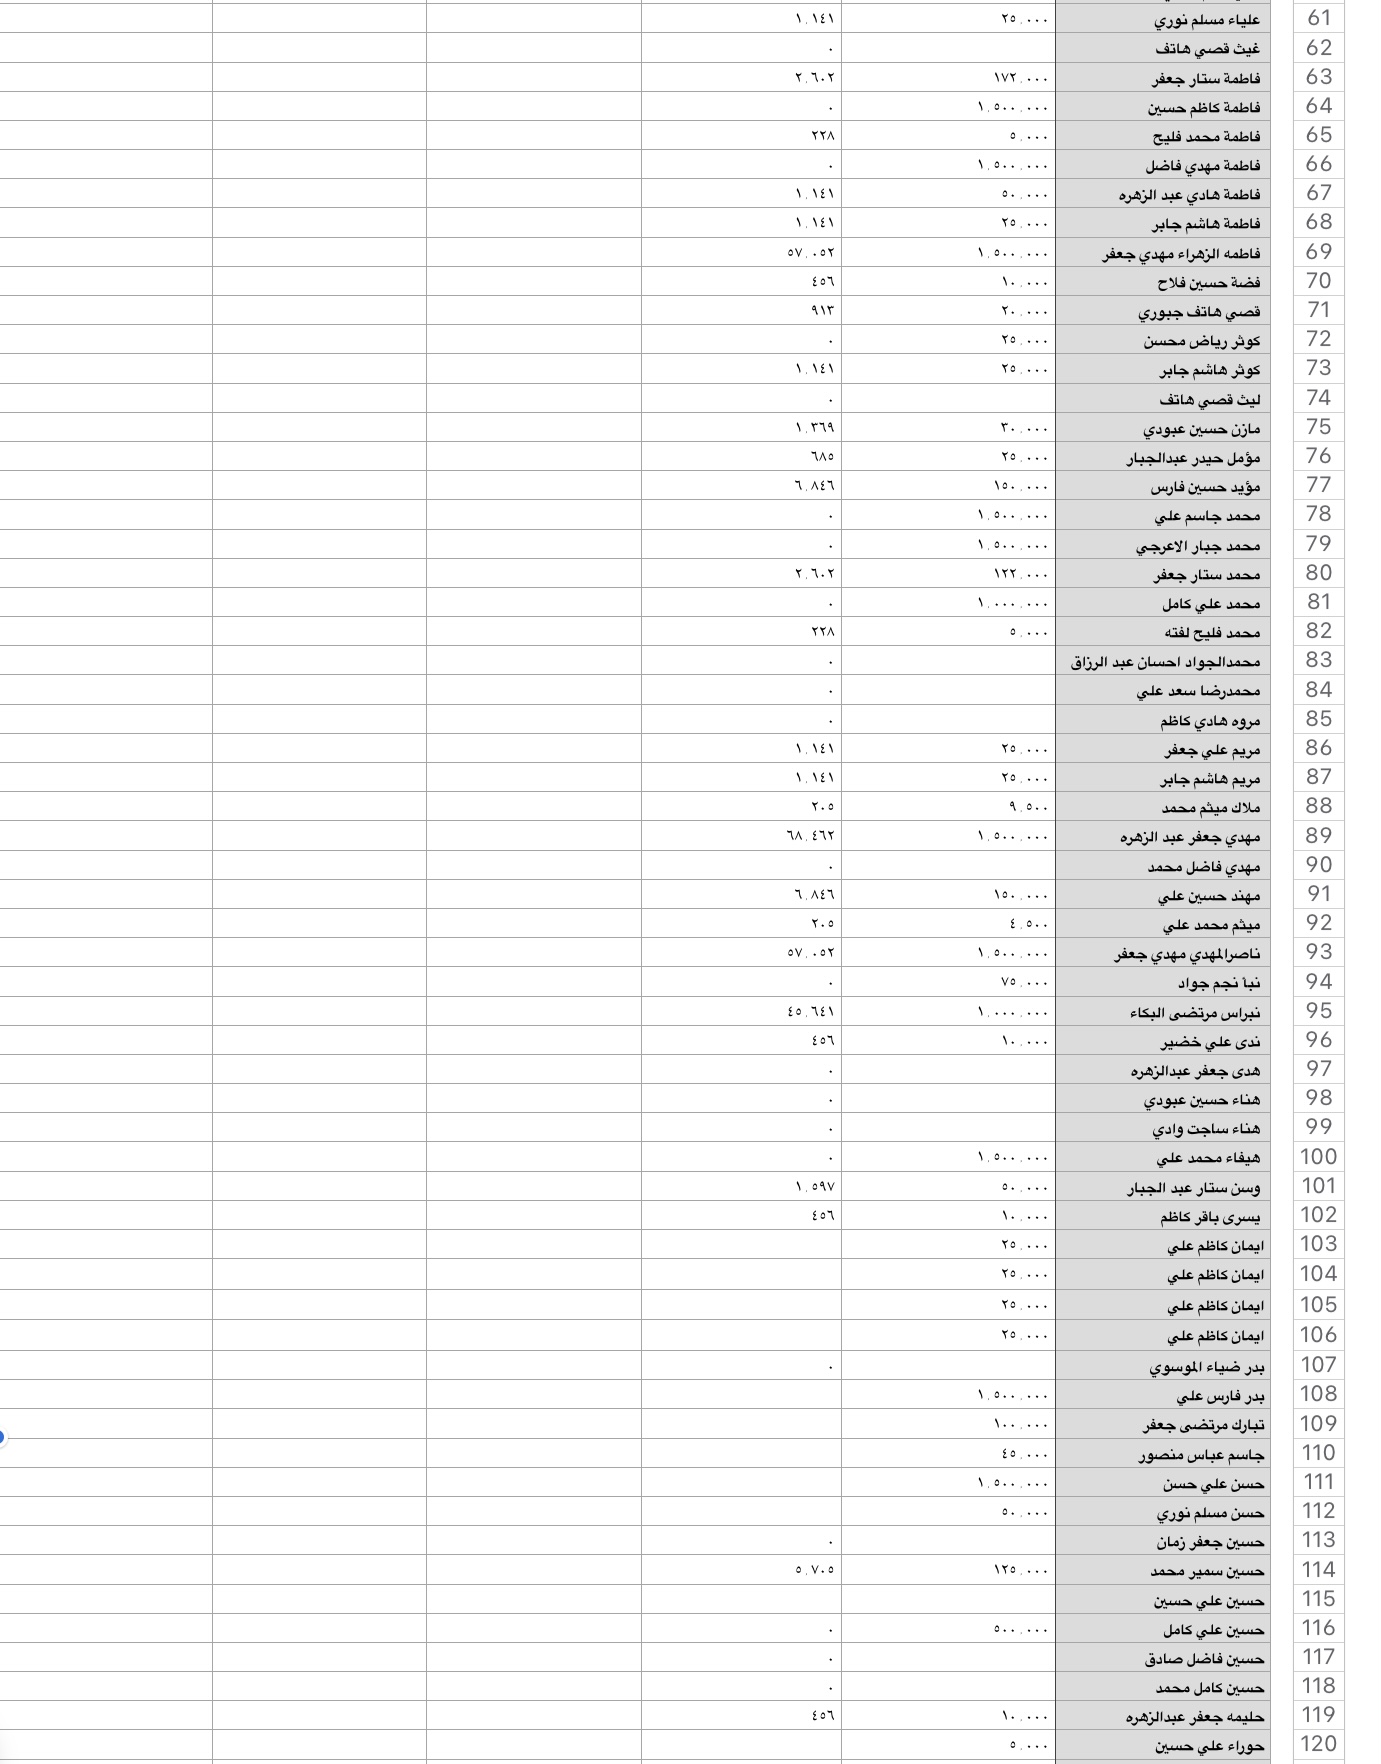 61 علياء مسلم نوري ٢٥٬٠٠٠ ١٬١٤١
62 غيث قصي هاتف ٠
63 فاطمة ستار جعفر ١٧٢٬٠٠٠ ٢٬٦٠٢
64 فاطمة كاظم حسين ١٬٥٠٠٬٠٠٠ ٠
65 فاطمة محمد فليح ٥٬٠٠٠ ٢٢٨
66 فاطمة مهدي فاضل ١٬٥٠٠٬٠٠٠ ٠
67 فاطمة هادي عبد الزهره ٥٠٬٠٠٠ ١٬١٤١
68 فاطمة هاشم جابر ٢٥٬٠٠٠ ١٬١٤١
69 فاطمه الزهراء مهدي جعفر ١٬٥٠٠٬٠٠٠ ٥٧٬٠٥٢
70 فضة حسين فلاح ١٠٬٠٠٠ ٤٥٦
71 قصي هاتف جبوري ٢٠٬٠٠٠ ٩١٣
72 كوثر رياض محسن ٢٥٬٠٠٠ ٠
73 كوثر هاشم جابر ٢٥٬٠٠٠ ١٬١٤١
74 ليث قصي هاتف ٠
75 مازن حسين عبودي ٣٠٬٠٠٠ ١٬٣٦٩
76 مؤمل حيدر عبدالجبار ٢٥٬٠٠٠ ٦٨٥
77 مؤيد حسين فارس ١٥٠٬٠٠٠ ٦٬٨٤٦
78 محمد جاسم علي ١٬٥٠٠٬٠٠٠ ٠
79 محمد جبار الاعرجي ١٬٥٠٠٬٠٠٠ ٠
80 محمد ستار جعفر ١٢٢٬٠٠٠ ٢٬٦٠٢
81 محمد علي كامل ١٬٠٠٠٬٠٠٠ ٠
82 محمد فليح لفته ٥٬٠٠٠ ٢٢٨
83 محمدالجواد احسان عبد الرزاق ٠
84 محمدرضا سعد علي ٠
85 مروه هادي كاظم ٠
86 مريم علي جعفر ٢٥٬٠٠٠ ١٬١٤١
87 مريم هاشم جابر ٢٥٬٠٠٠ ١٬١٤١
88 ملاك ميثم محمد ٩٬٥٠٠ ٢٠٥
89 مهدي جعفر عبد الزهره ١٬٥٠٠٬٠٠٠ ٦٨٬٤٦٢
90 مهدي فاضل محمد ٠
91 مهند حسين علي ١٥٠٬٠٠٠ ٦٬٨٤٦
92 ميثم محمد علي ٤٬٥٠٠ ٢٠٥
93 ناصرالمهدي مهدي جعفر ١٬٥٠٠٬٠٠٠ ٥٧٬٠٥٢
94 نبأ نجم جواد ٧٥٬٠٠٠ ٠
95 نبراس مرتضى البكاء ١٬٠٠٠٬٠٠٠ ٤٥٬٦٤١
96 ندى علي خضير ١٠٬٠٠٠ ٤٥٦
97 هدى جعفر عبدالزهره ٠
98 هناء حسين عبودي ٠
99 هناء ساجت وادي ٠
100 هيفاء محمد علي ١٬٥٠٠٬٠٠٠ ٠
101 وسن ستار عبد الجبار ٥٠٬٠٠٠ ١٬٥٩٧
102 يسرى باقر كاظم ١٠٬٠٠٠ ٤٥٦
103 ايمان كاظم علي ٢٥٬٠٠٠
104 ايمان كاظم علي ٢٥٬٠٠٠
105 ايمان كاظم علي ٢٥٬٠٠٠
106 ايمان كاظم علي ٢٥٬٠٠٠
107 بدر ضياء الموسوي ٠
108 بدر فارس علي ١٬٥٠٠٬٠٠٠
109 تبارك مرتضى جعفر ١٠٠٬٠٠٠
110 جاسم عباس منصور ٤٥٬٠٠٠
111 حسن علي حسن ١٬٥٠٠٬٠٠٠
112 حسن مسلم نوري ٥٠٬٠٠٠
113 حسين جعفر زمان ٠
114 حسين سمير محمد ١٢٥٬٠٠٠ ٥٬٧٠٥
115 حسين علي حسين
116 حسين علي كامل ٥٠٠٬٠٠٠ ٠
117 حسين فاضل صادق ٠
118 حسين كامل محمد ٠
119 حليمه جعفر عبدالزهره ١٠٬٠٠٠ ٤٥٦
120 حوراء علي حسين ٥٬٠٠٠